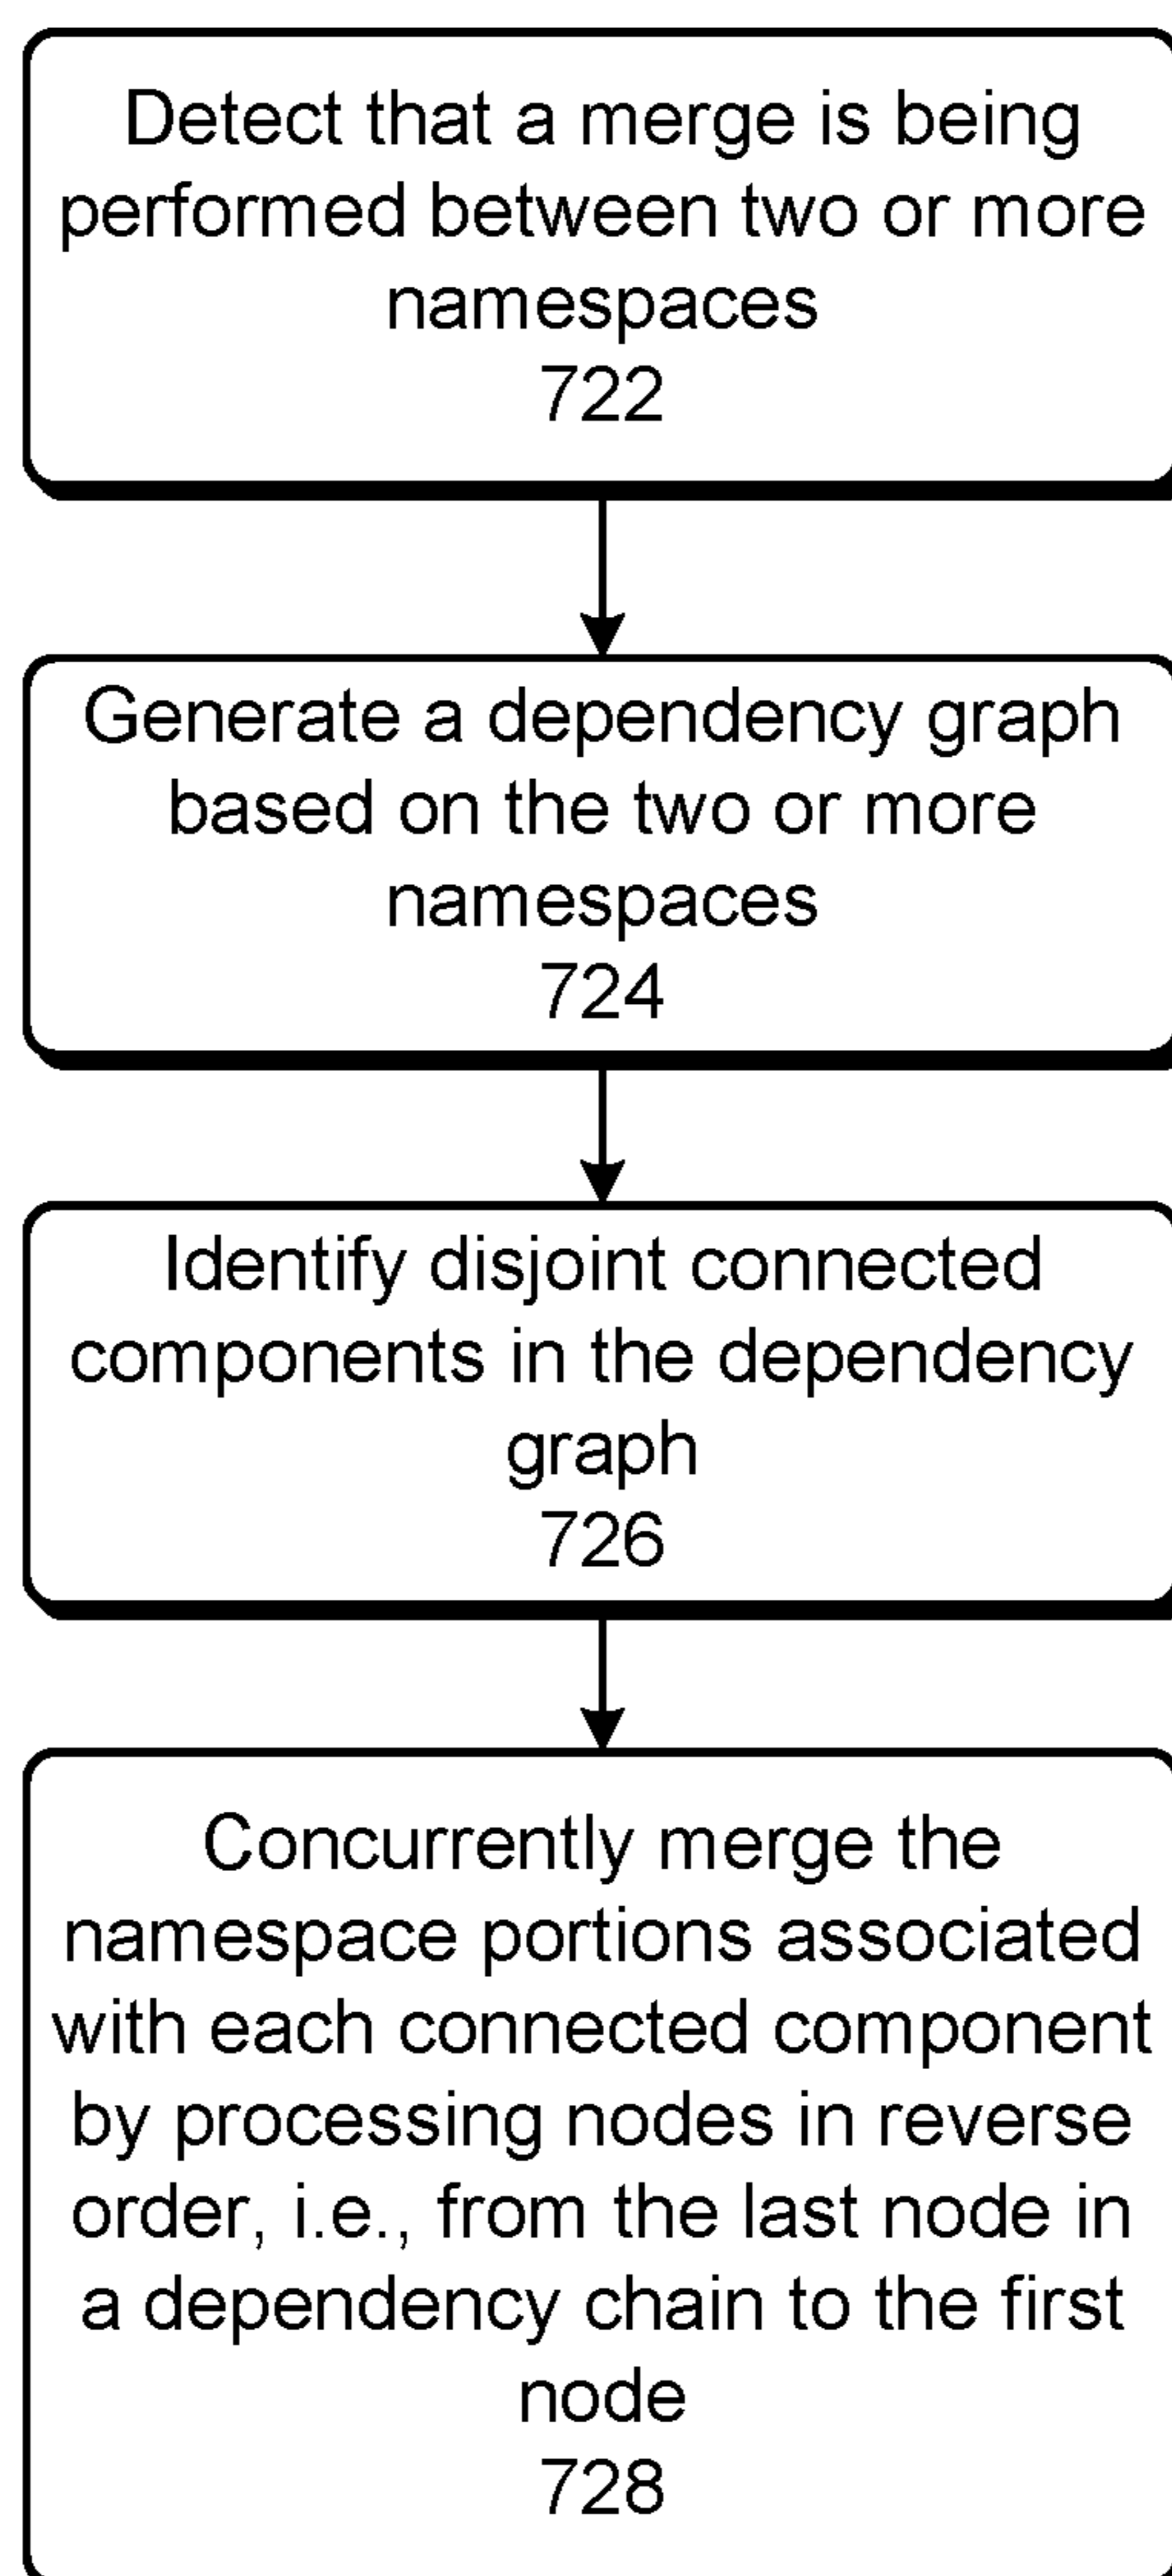 Detect that a merge is being
performed between two or more
namespaces
722
Generate a dependency graph
based on the two or more
namespaces
724
Identify disjoint connected
components in the dependency
graph
726
Concurrently merge the
namespace portions associated
with each connected component
by processing nodes in reverse
order, i.e., from the last node in
a dependency chain to the first
node
728